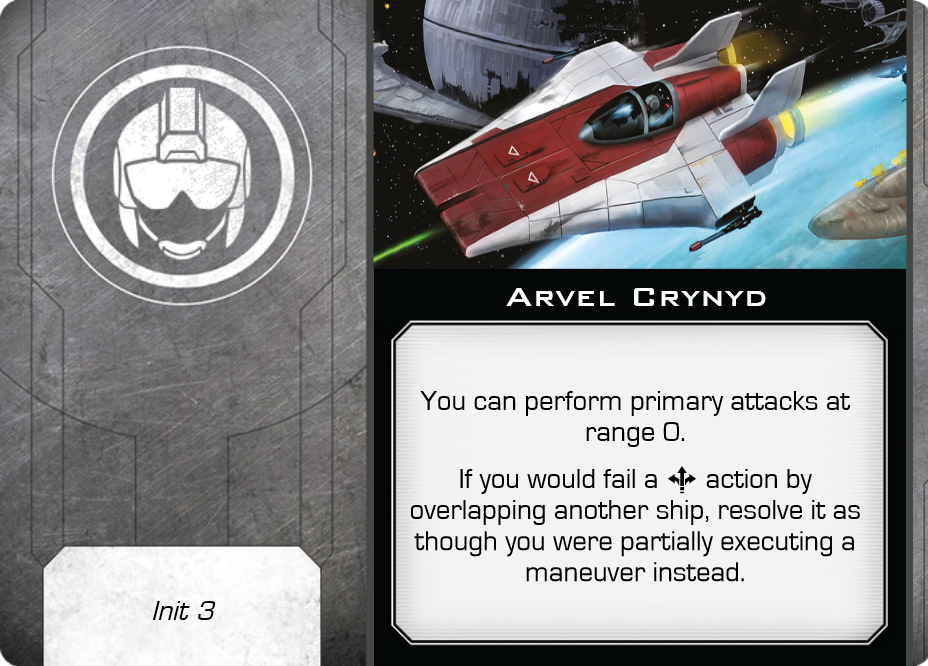 ARVEL CRYNYD
You can perform primary attacks at
range 0.
If you would fail a action by
overlapping another ship, resolve it as
though you were partially executing a
maneuver instead.
Init 3